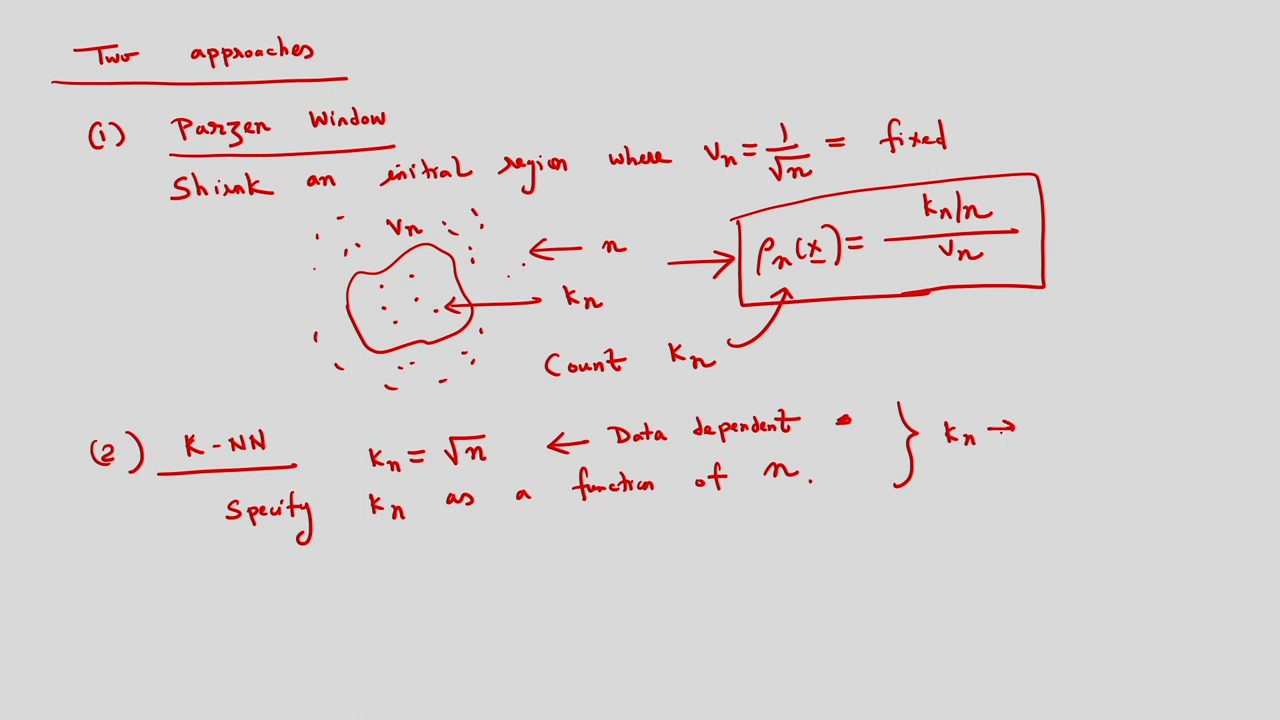 Two approaches
(1) Parzen Window
Shrink an initial region where Vn = 1/√n = fixed
Vn
← n
← kn
→ pn(x) = (kn/n)/Vn
Count kn
(2) K-NN kn = √n ← Data dependent
Specify kn as a function of n. } kn →